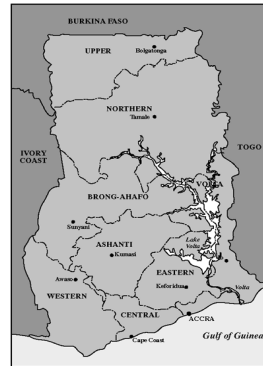 BURKINA FASO
UPPER
Bolgatonga
NORTHERN
Tamale
IVORY
COAST
TOGO
VOLTA
BRONG-AHAFO
Sunyani
Lake
Volta
ASHANTI
Kumasi
EASTERN
Awaso
Koforidua
WESTERN
Volta
CENTRAL
ACCRA
Cape Coast
Gulf of Guinea